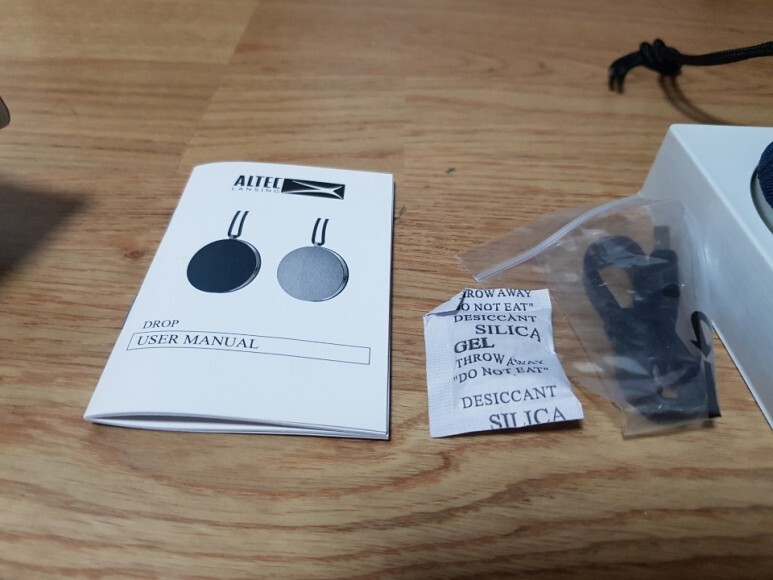 ALTEC
LANSING
DROP
USER MANUAL
THROW AWAY
DO NOT EAT"
DESICCANT
SILICA
GEL
THROW AWAY
"DO NOT EAT"
DESICCANT
SILICA